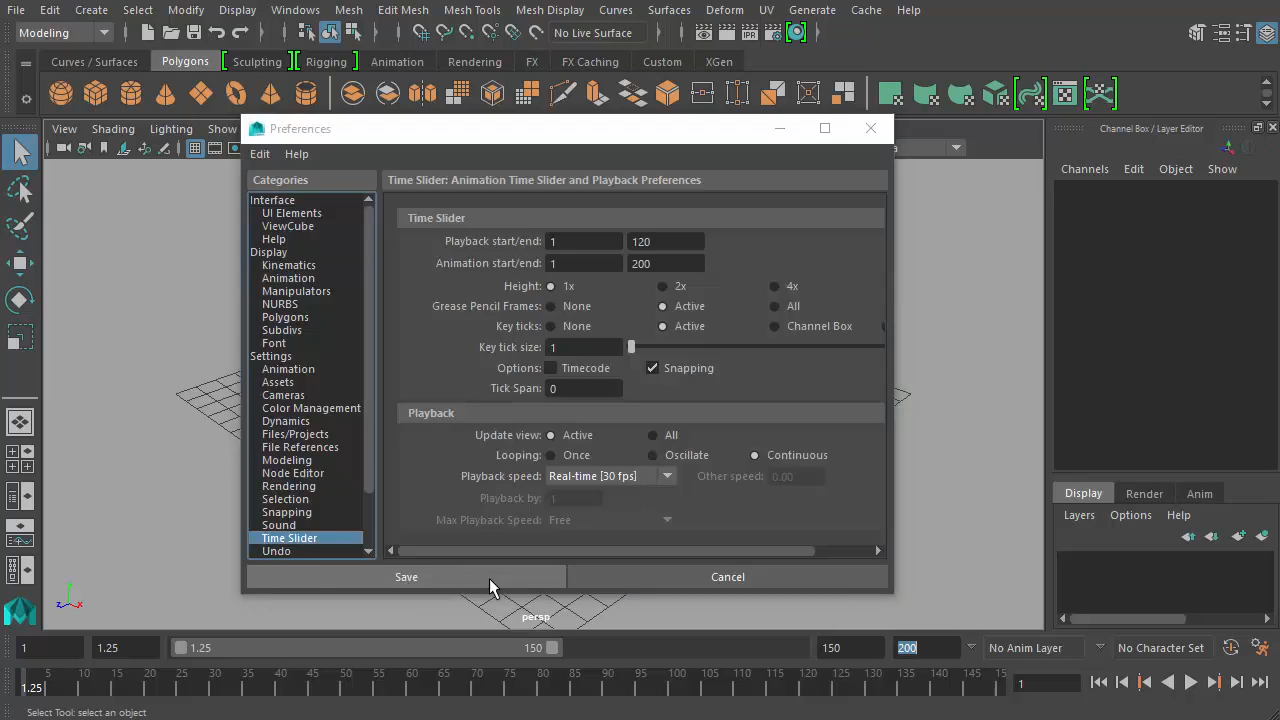 File Edit Create Select Modify Display Windows Mesh Edit Mesh Mesh Tools Mesh Display Curves Surfaces Deform UV Generate Cache Help
Modeling No Live Surface IPR
Curves / Surfaces Polygons Sculpting Rigging Animation Rendering FX FX Caching Custom XGen
View Shading Lighting Show
Preferences
Channel Box / Layer Editor
Edit Help
Channels Edit Object Show
Categories
Time Slider: Animation Time Slider and Playback Preferences
Interface
UI Elements
ViewCube
Help
Display
Kinematics
Animation
Manipulators
NURBS
Polygons
Subdivs
Font
Settings
Animation
Assets
Cameras
Color Management
Dynamics
Files/Projects
File References
Modeling
Node Editor
Rendering
Selection
Snapping
Sound
Time Slider
Undo
Time Slider
Playback start/end: 1 120
Animation start/end: 1 200
Height: 1x 2x 4x
Grease Pencil Frames: None Active All
Key ticks: None Active Channel Box
Key tick size: 1
Options: Timecode Snapping
Tick Span: 0
Playback
Update view: Active All
Looping: Once Oscillate Continuous
Playback speed: Real-time [30 fps] Other speed: 0.00
Playback by: 1
Max Playback Speed: Free
Save Cancel
Display Render Anim
Layers Options Help
z x
persp
1 1.25 1.25 150 150 200 No Anim Layer No Character Set
5 10 15 20 25 30 35 40 45 50 55 60 65 70 75 80 85 90 95 100 105 110 115 120 125 130 135 140 145 15
1.25 1
Select Tool: select an object